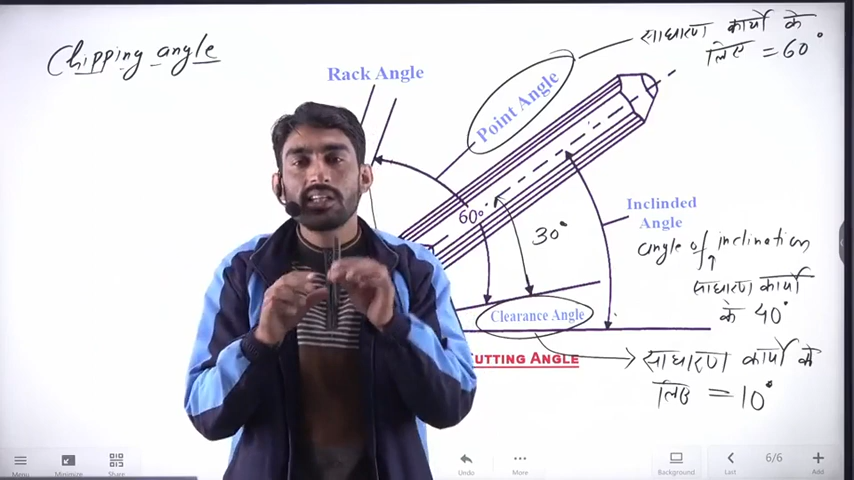 Chipping angle
साधारण कार्यो के
लिए = 60°
Rack Angle
Point Angle
60°
30°
Inclinded
Angle
angle of inclination
साधारण कार्यो
के 40°
Clearance Angle
CUTTING ANGLE
साधारण कार्यो के
लिए = 10°
Menu
Minimize
Share
Undo
More
Background
Last
6/6
Add